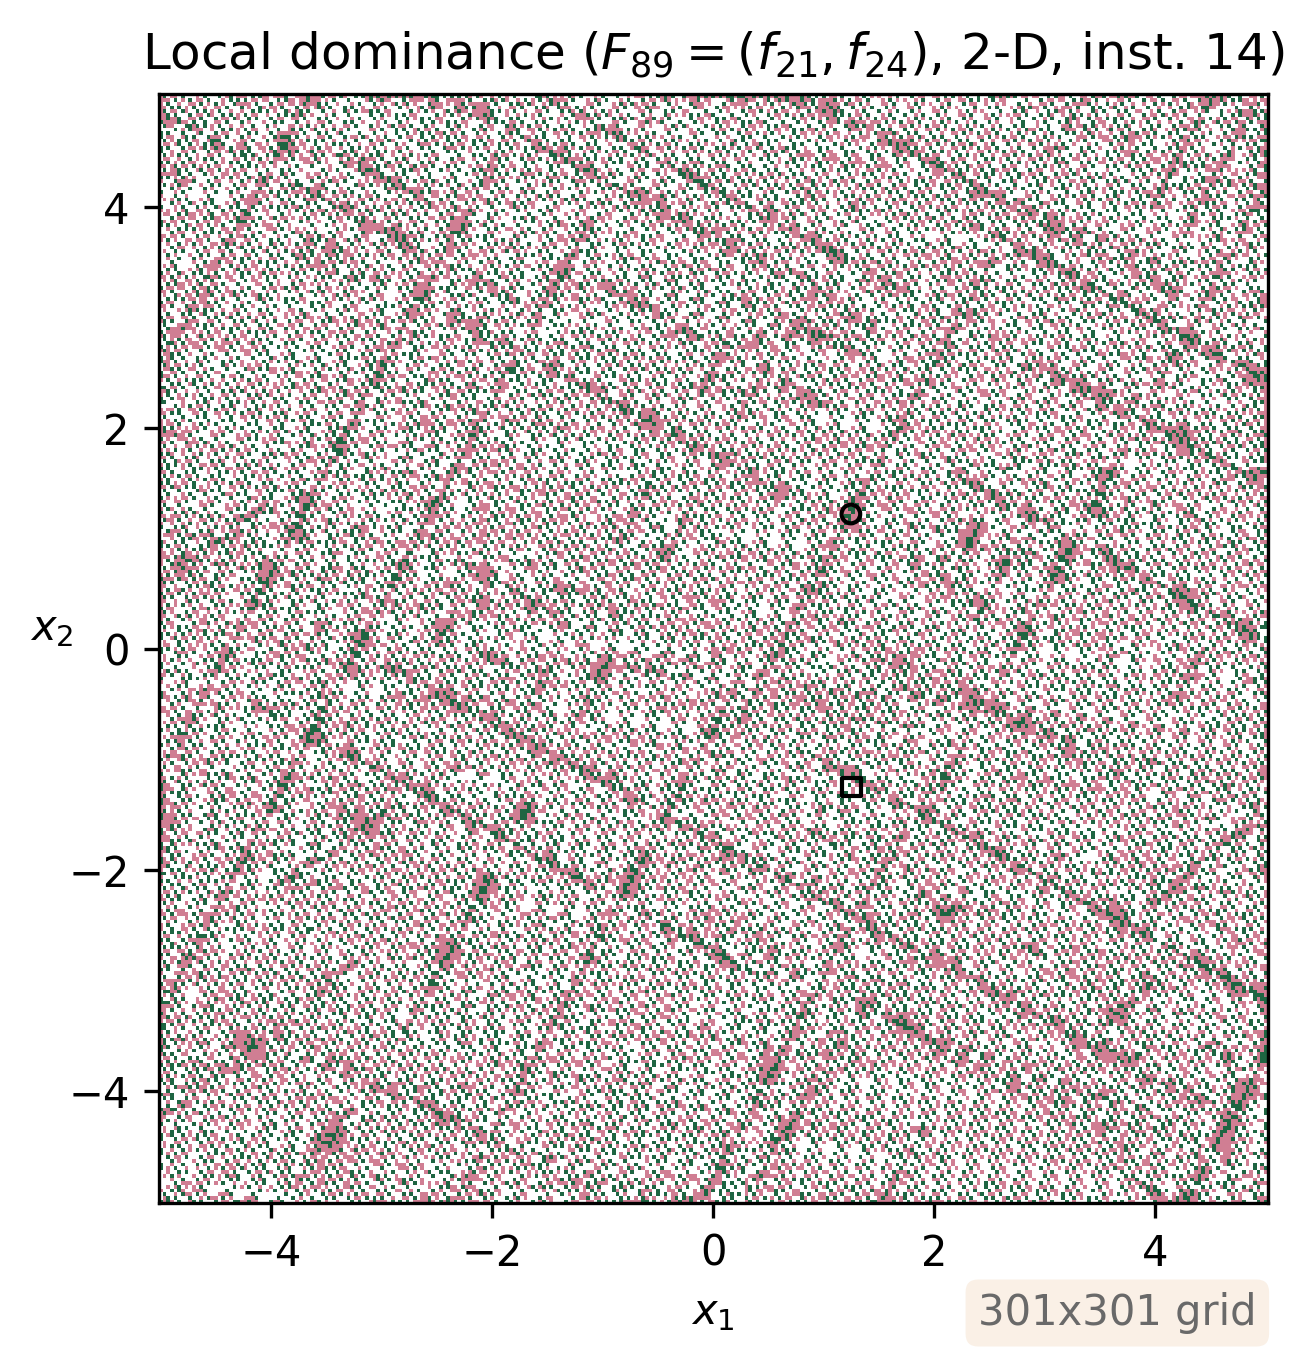 Local dominance (F₈₉ = (f₂₁, f₂₄), 2-D, inst. 14)
4
2
x₂
0
−2
−4
−4
−2
0
2
4
x₁
301x301 grid